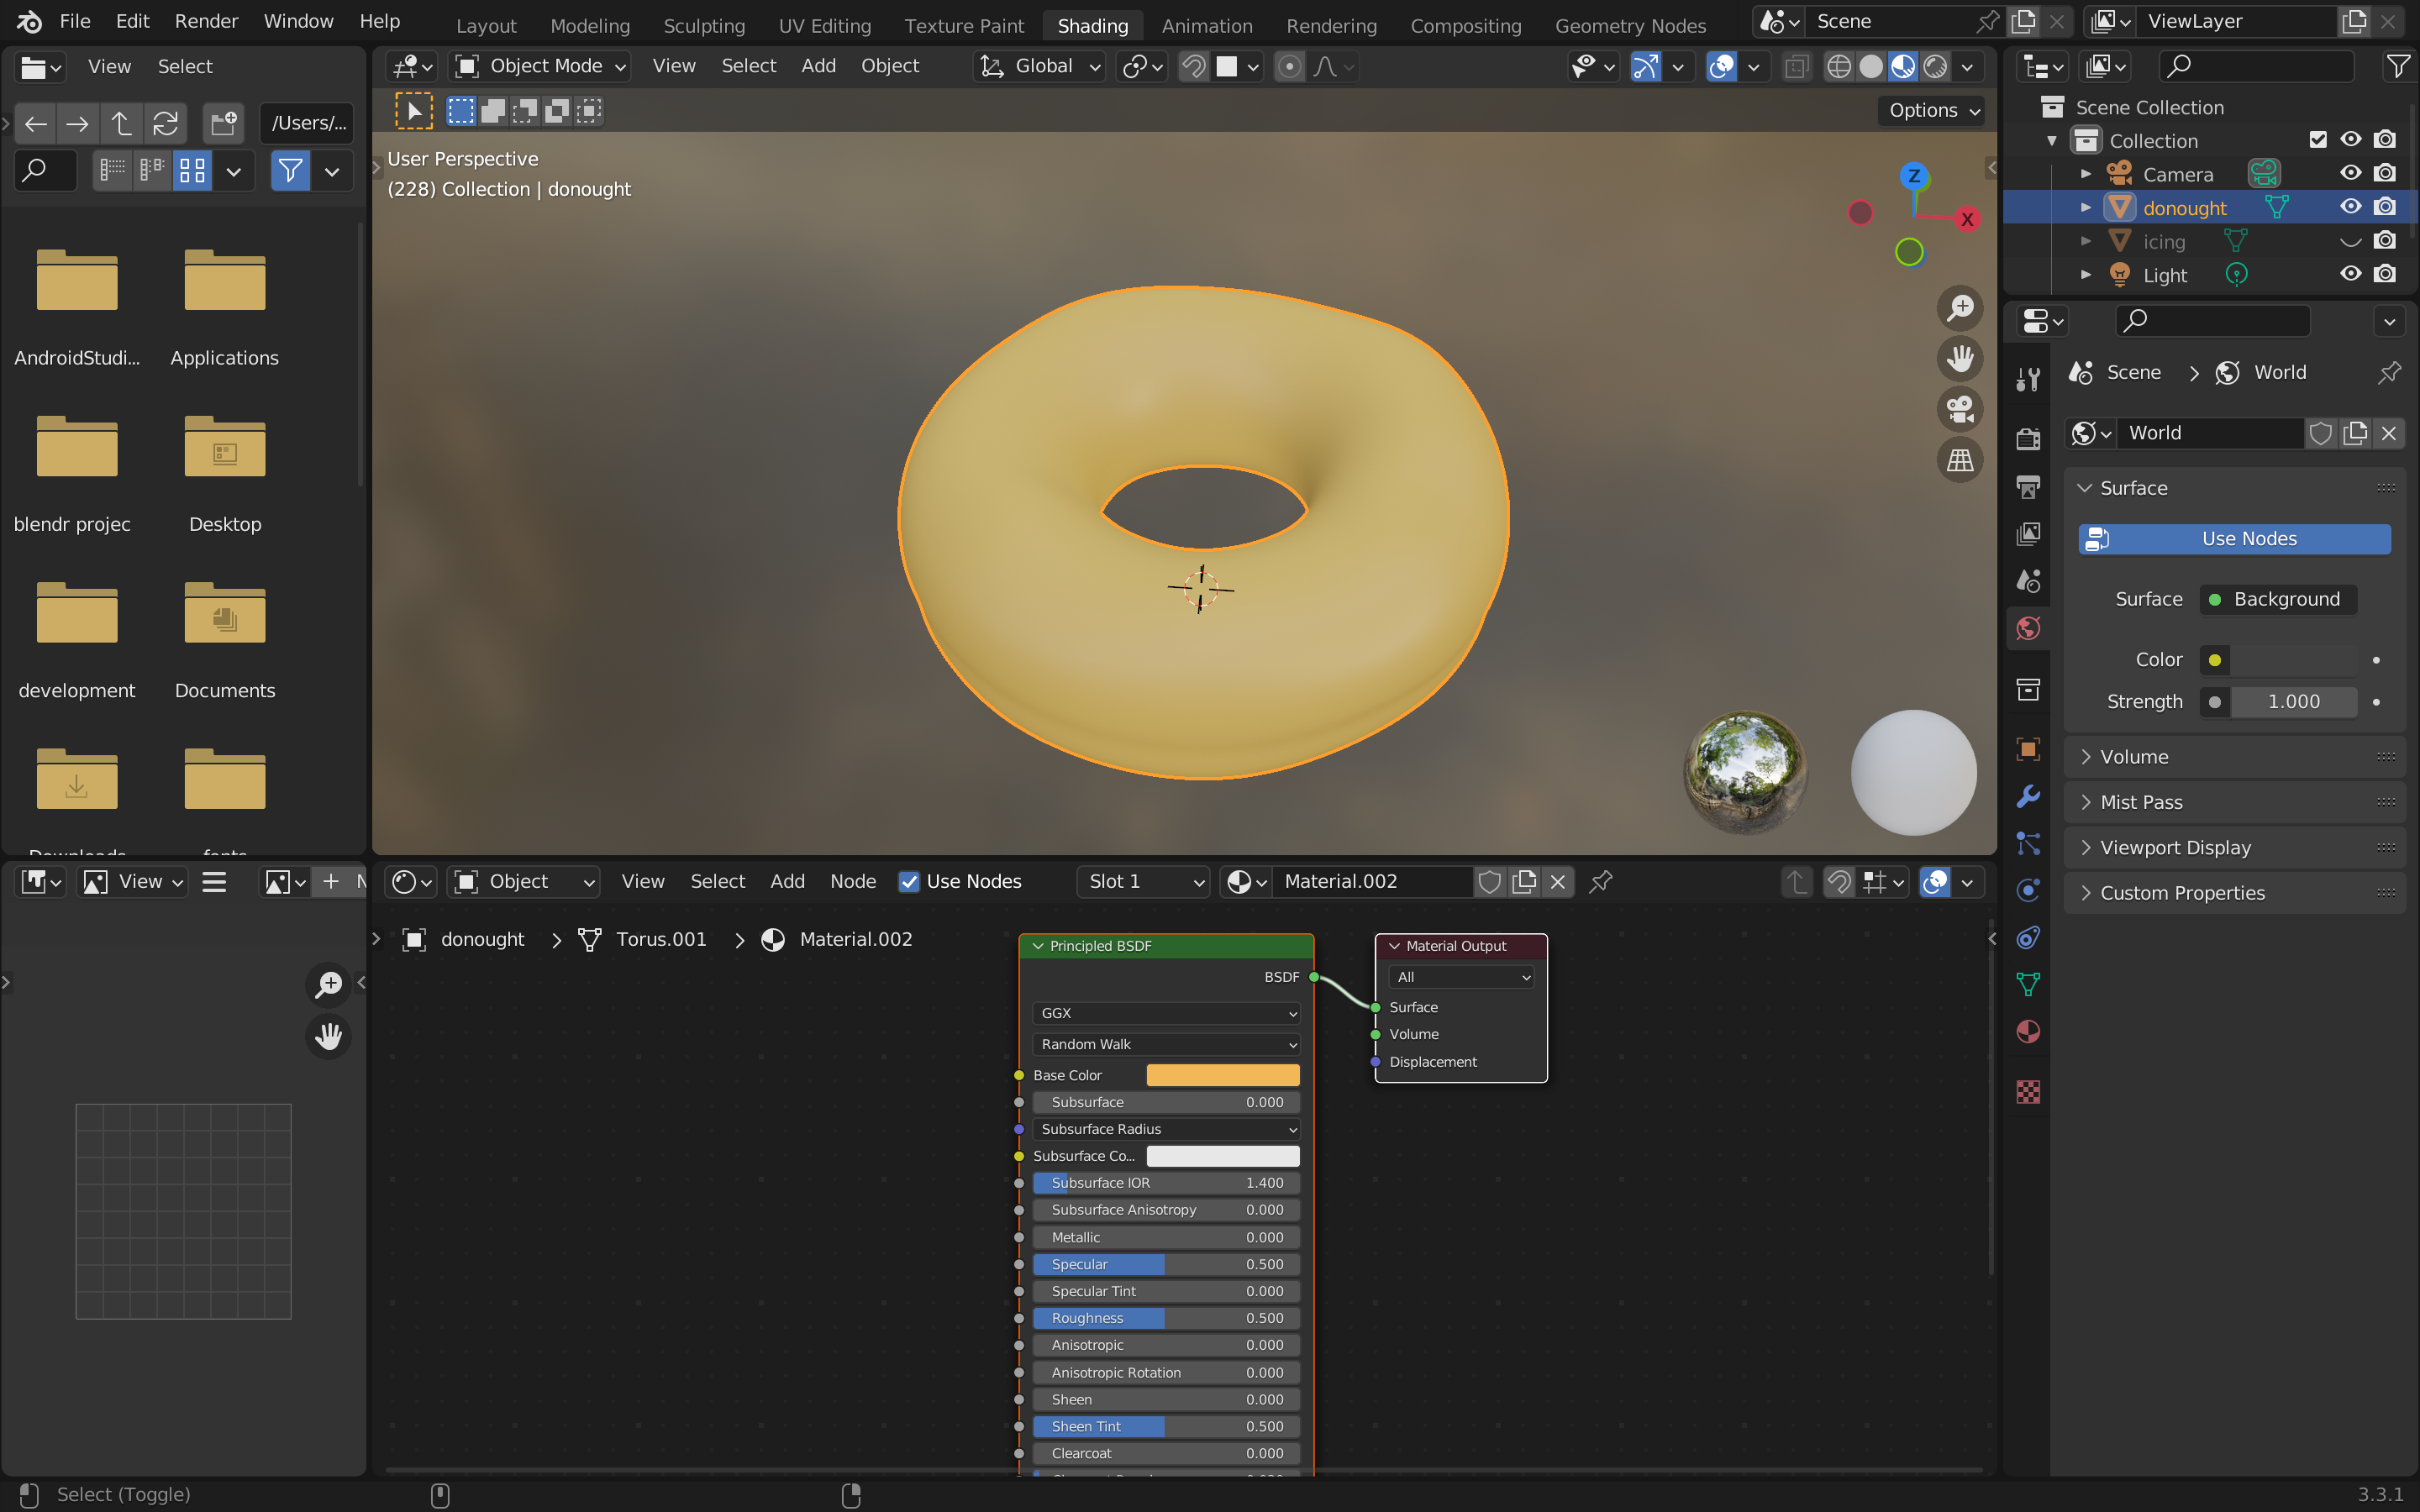 File Edit Render Window Help Layout Modeling Sculpting UV Editing Texture Paint Shading Animation Rendering Compositing Geometry Nodes Scene ViewLayer
View Select
/Users/...
AndroidStudi... Applications
blendr projec Desktop
development Documents
Object Mode View Select Add Object Global
Options
User Perspective
(228) Collection | donought
Z
X
Scene Collection
Collection
Camera
donought
icing
Light
Scene > World
World
Surface
Use Nodes
Surface Background
Color
Strength 1.000
Volume
Mist Pass
Viewport Display
Custom Properties
View
Object View Select Add Node Use Nodes Slot 1 Material.002
donought > Torus.001 > Material.002
Principled BSDF
BSDF
GGX
Random Walk
Base Color
Subsurface 0.000
Subsurface Radius
Subsurface Co...
Subsurface IOR 1.400
Subsurface Anisotropy 0.000
Metallic 0.000
Specular 0.500
Specular Tint 0.000
Roughness 0.500
Anisotropic 0.000
Anisotropic Rotation 0.000
Sheen 0.000
Sheen Tint 0.500
Clearcoat 0.000
Material Output
All
Surface
Volume
Displacement
Select (Toggle)
3.3.1